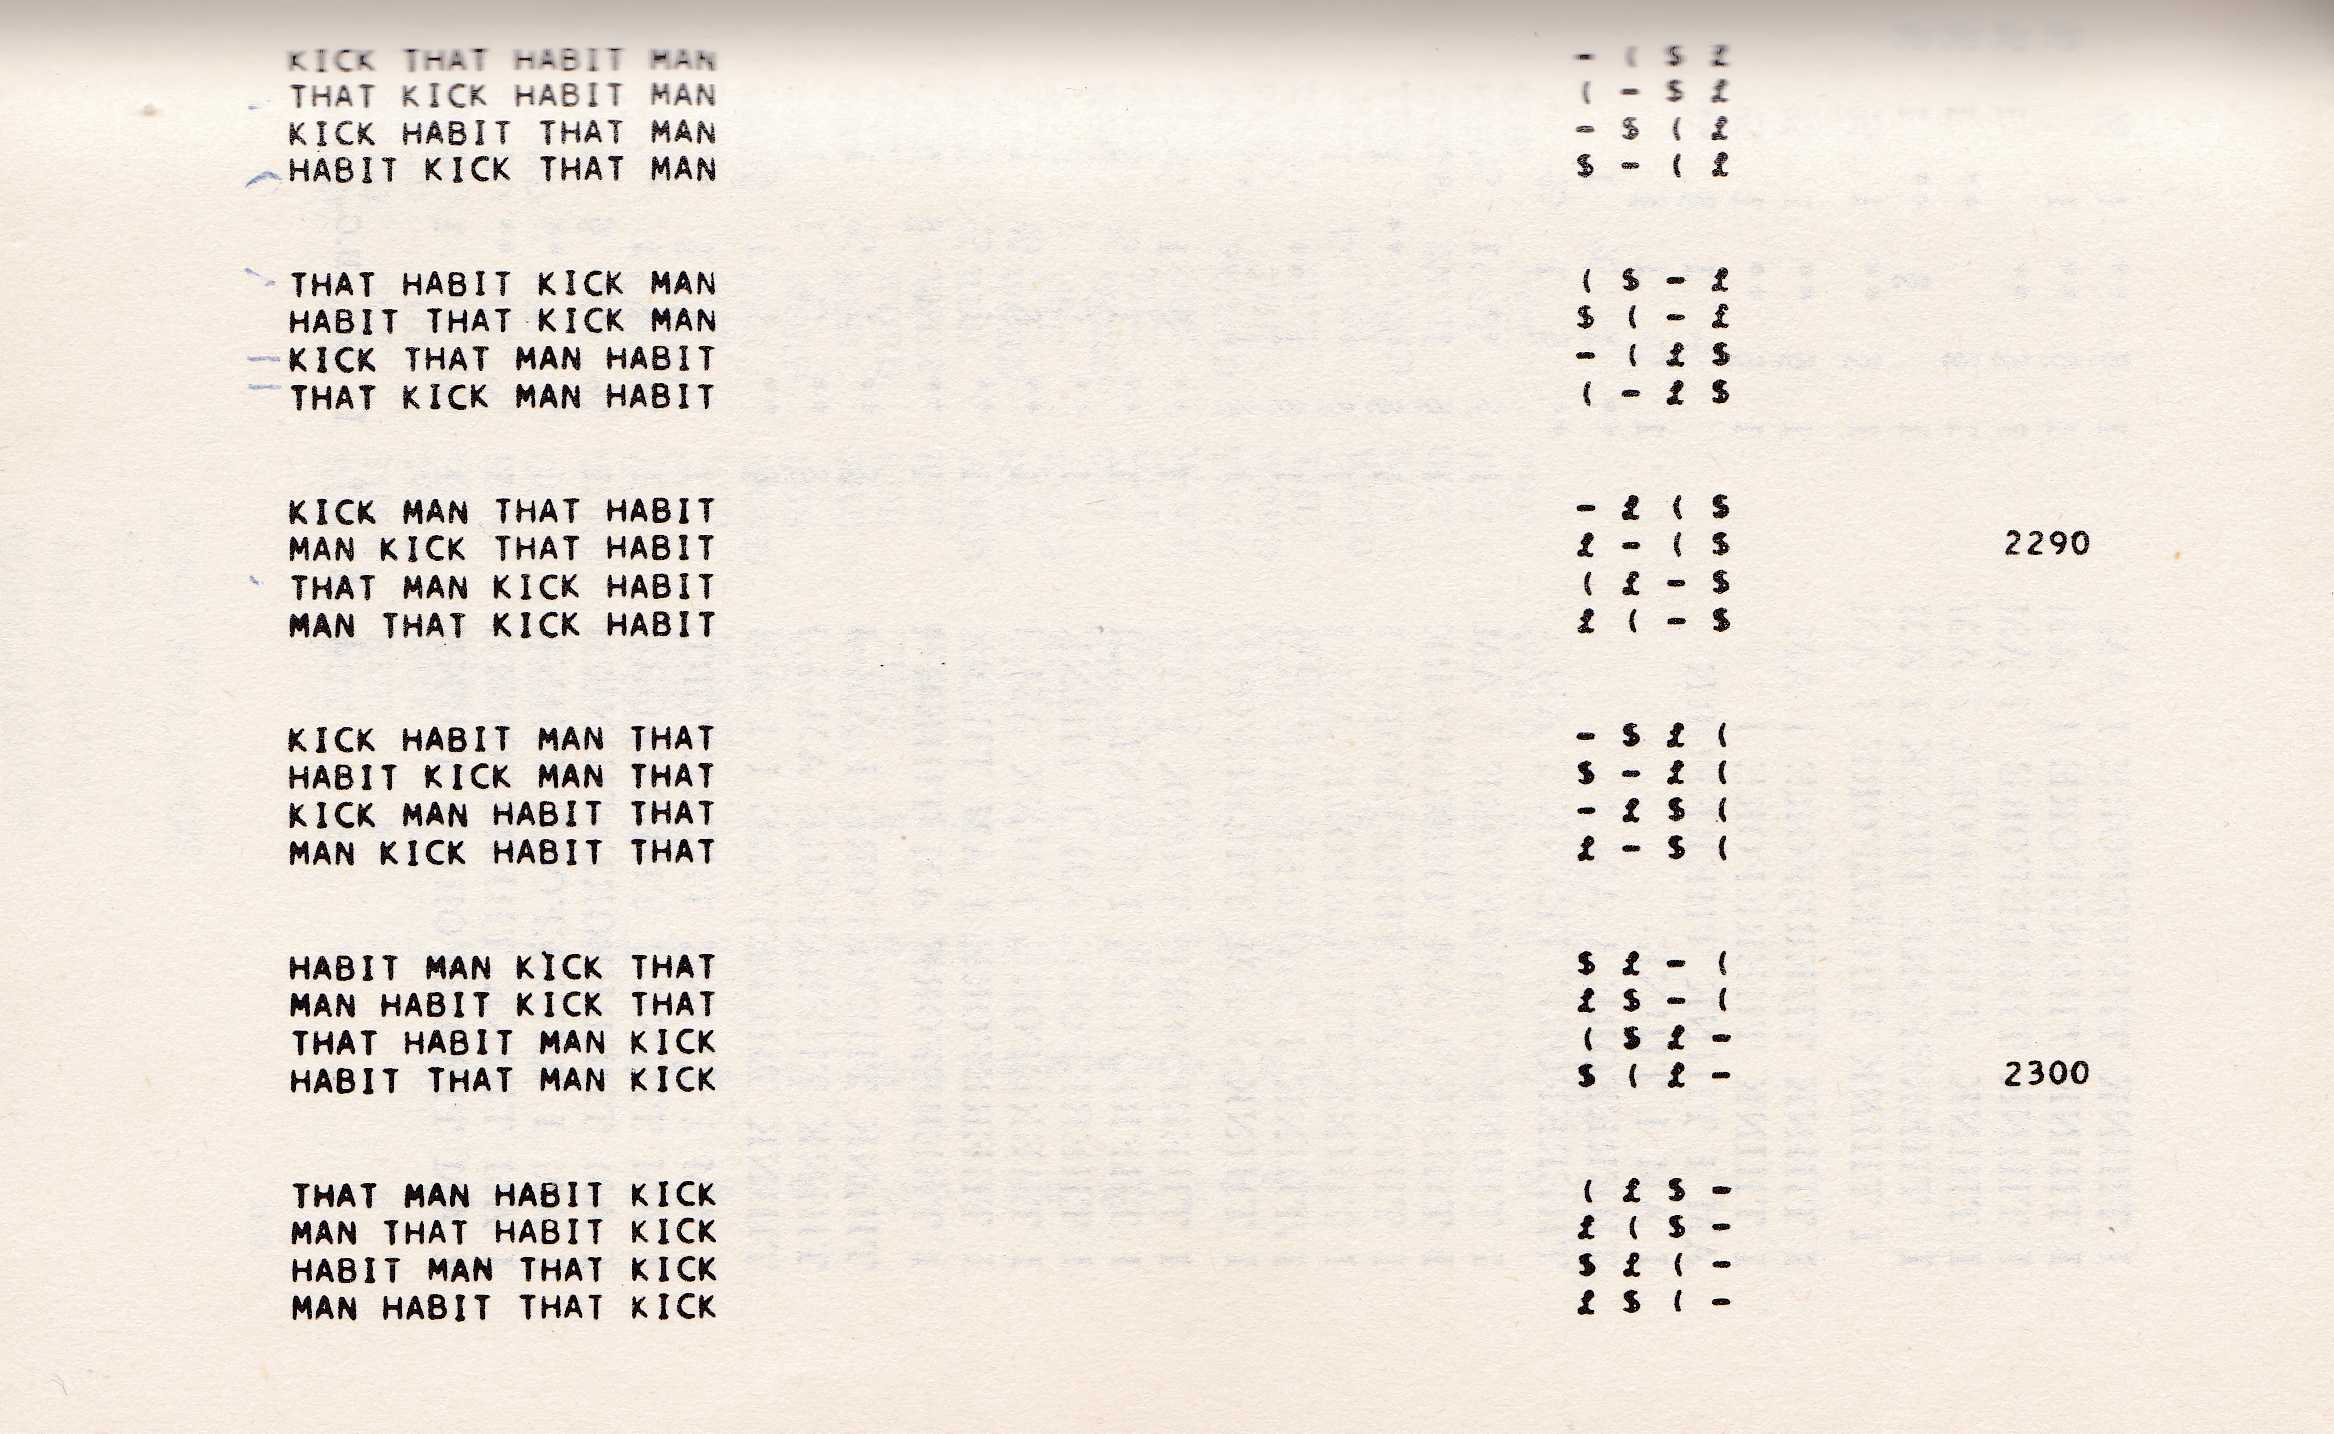 KICK THAT HABIT MAN - ( $ £
THAT KICK HABIT MAN ( - $ £
KICK HABIT THAT MAN - $ ( £
HABIT KICK THAT MAN $ - ( £
THAT HABIT KICK MAN ( $ - £
HABIT THAT KICK MAN $ ( - £
KICK THAT MAN HABIT - ( £ $
THAT KICK MAN HABIT ( - £ $
KICK MAN THAT HABIT - £ ( $
MAN KICK THAT HABIT £ - ( $ 2290
THAT MAN KICK HABIT ( £ - $
MAN THAT KICK HABIT £ ( - $
KICK HABIT MAN THAT - $ £ (
HABIT KICK MAN THAT $ - £ (
KICK MAN HABIT THAT - £ $ (
MAN KICK HABIT THAT £ - $ (
HABIT MAN KICK THAT $ £ - (
MAN HABIT KICK THAT £ $ - (
THAT HABIT MAN KICK ( $ £ -
HABIT THAT MAN KICK $ ( £ - 2300
THAT MAN HABIT KICK ( £ $ -
MAN THAT HABIT KICK £ ( $ -
HABIT MAN THAT KICK $ £ ( -
MAN HABIT THAT KICK £ $ ( -